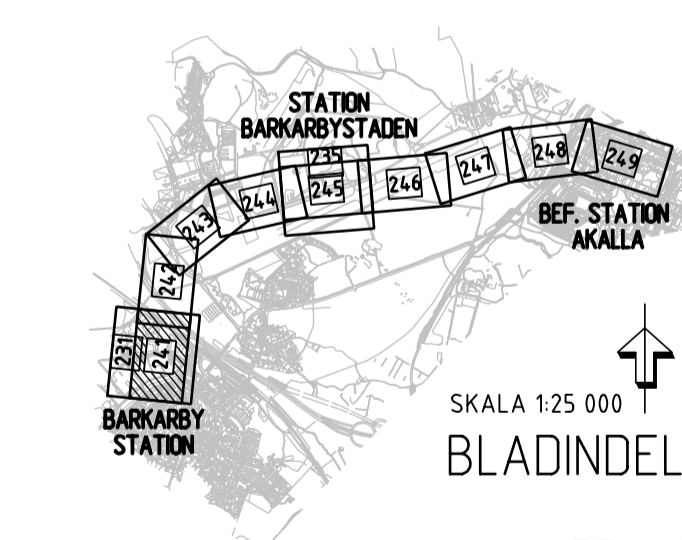 STATION
BARKARBYSTADEN
235
245
244
246
247
248
249
243
242
BEF. STATION
AKALLA
231
241
BARKARBY
STATION
SKALA 1:25 000
BLADINDEL